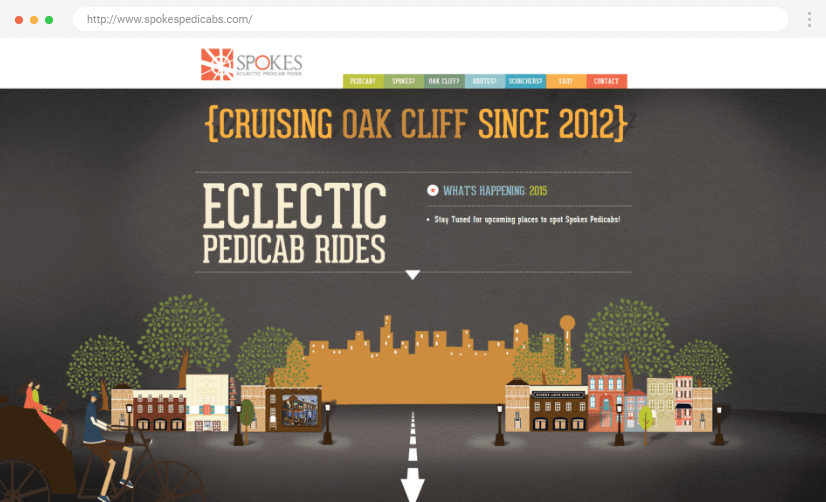 http://www.spokespedicabs.com/
SPOKES
ECLECTIC PEDICAB RIDES
PEDICAB?
SPOKES?
OAK CLIFF?
ROUTES?
SCORCHERS?
FAQ?
CONTACT
{CRUISING OAK CLIFF SINCE 2012}
ECLECTIC
PEDICAB RIDES
WHAT'S HAPPENING: 2015
• Stay Tuned for upcoming places to spot Spokes Pedicabs!